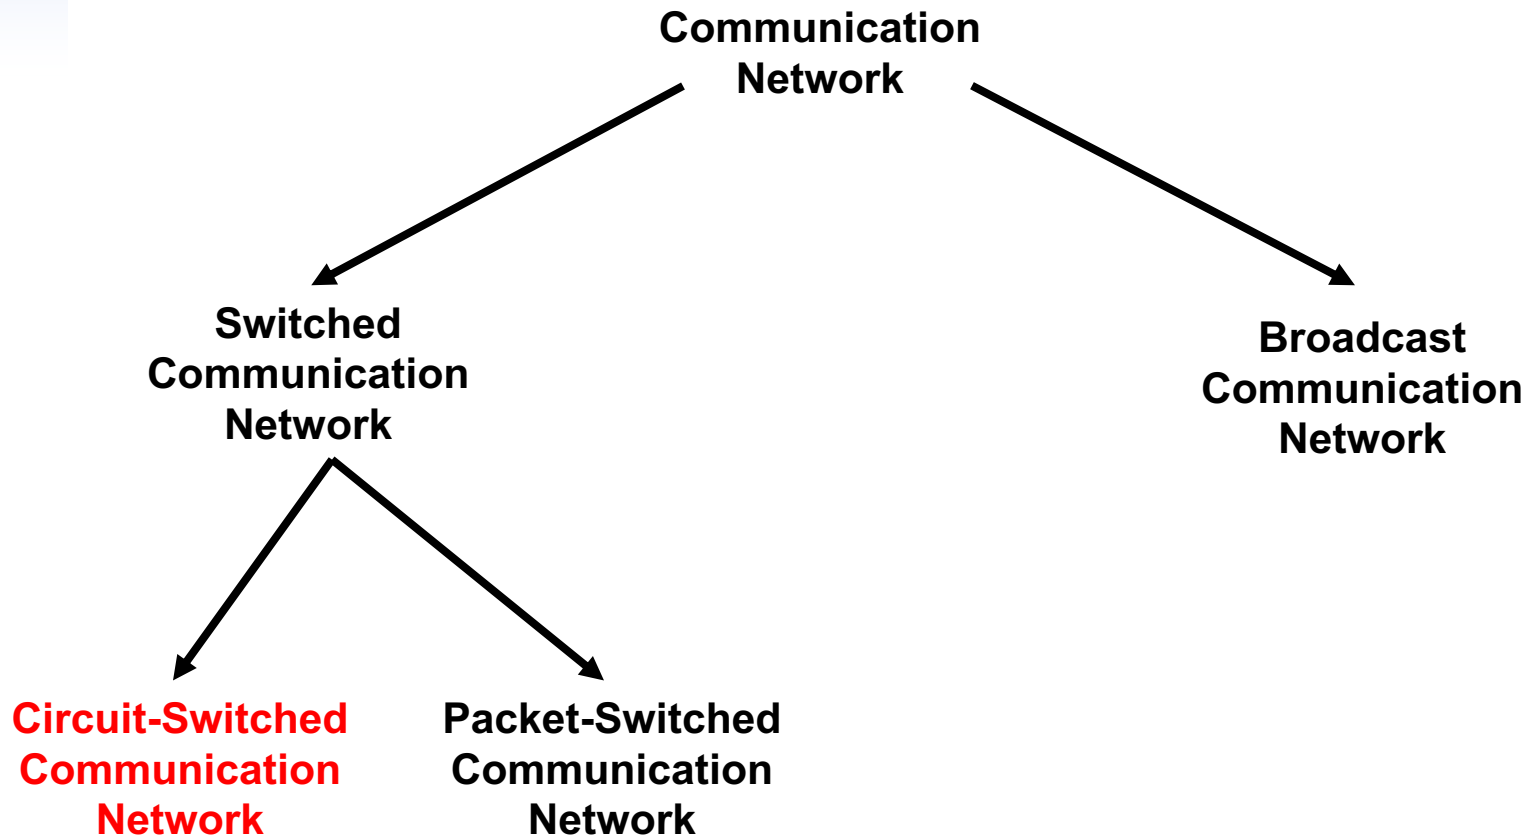 Communication
Network
Switched
Communication
Network
Broadcast
Communication
Network
Circuit-Switched
Communication
Network
Packet-Switched
Communication
Network